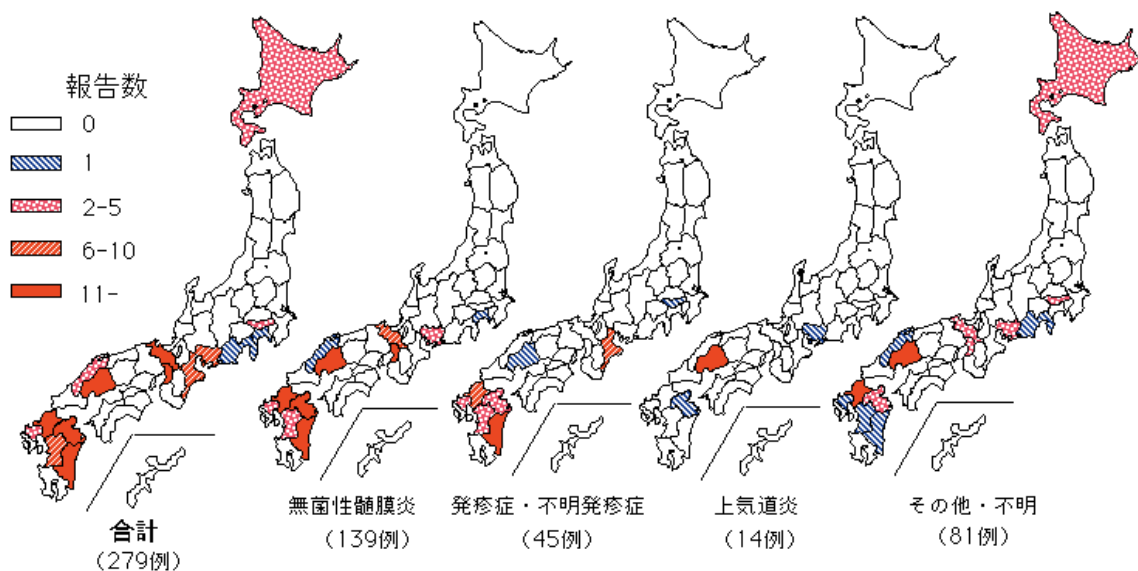 報告数
0
1
2-5
6-10
11-
合計
(279例)
無菌性髄膜炎
(139例)
発疹症・不明発疹症
(45例)
上気道炎
(14例)
その他・不明
(81例)